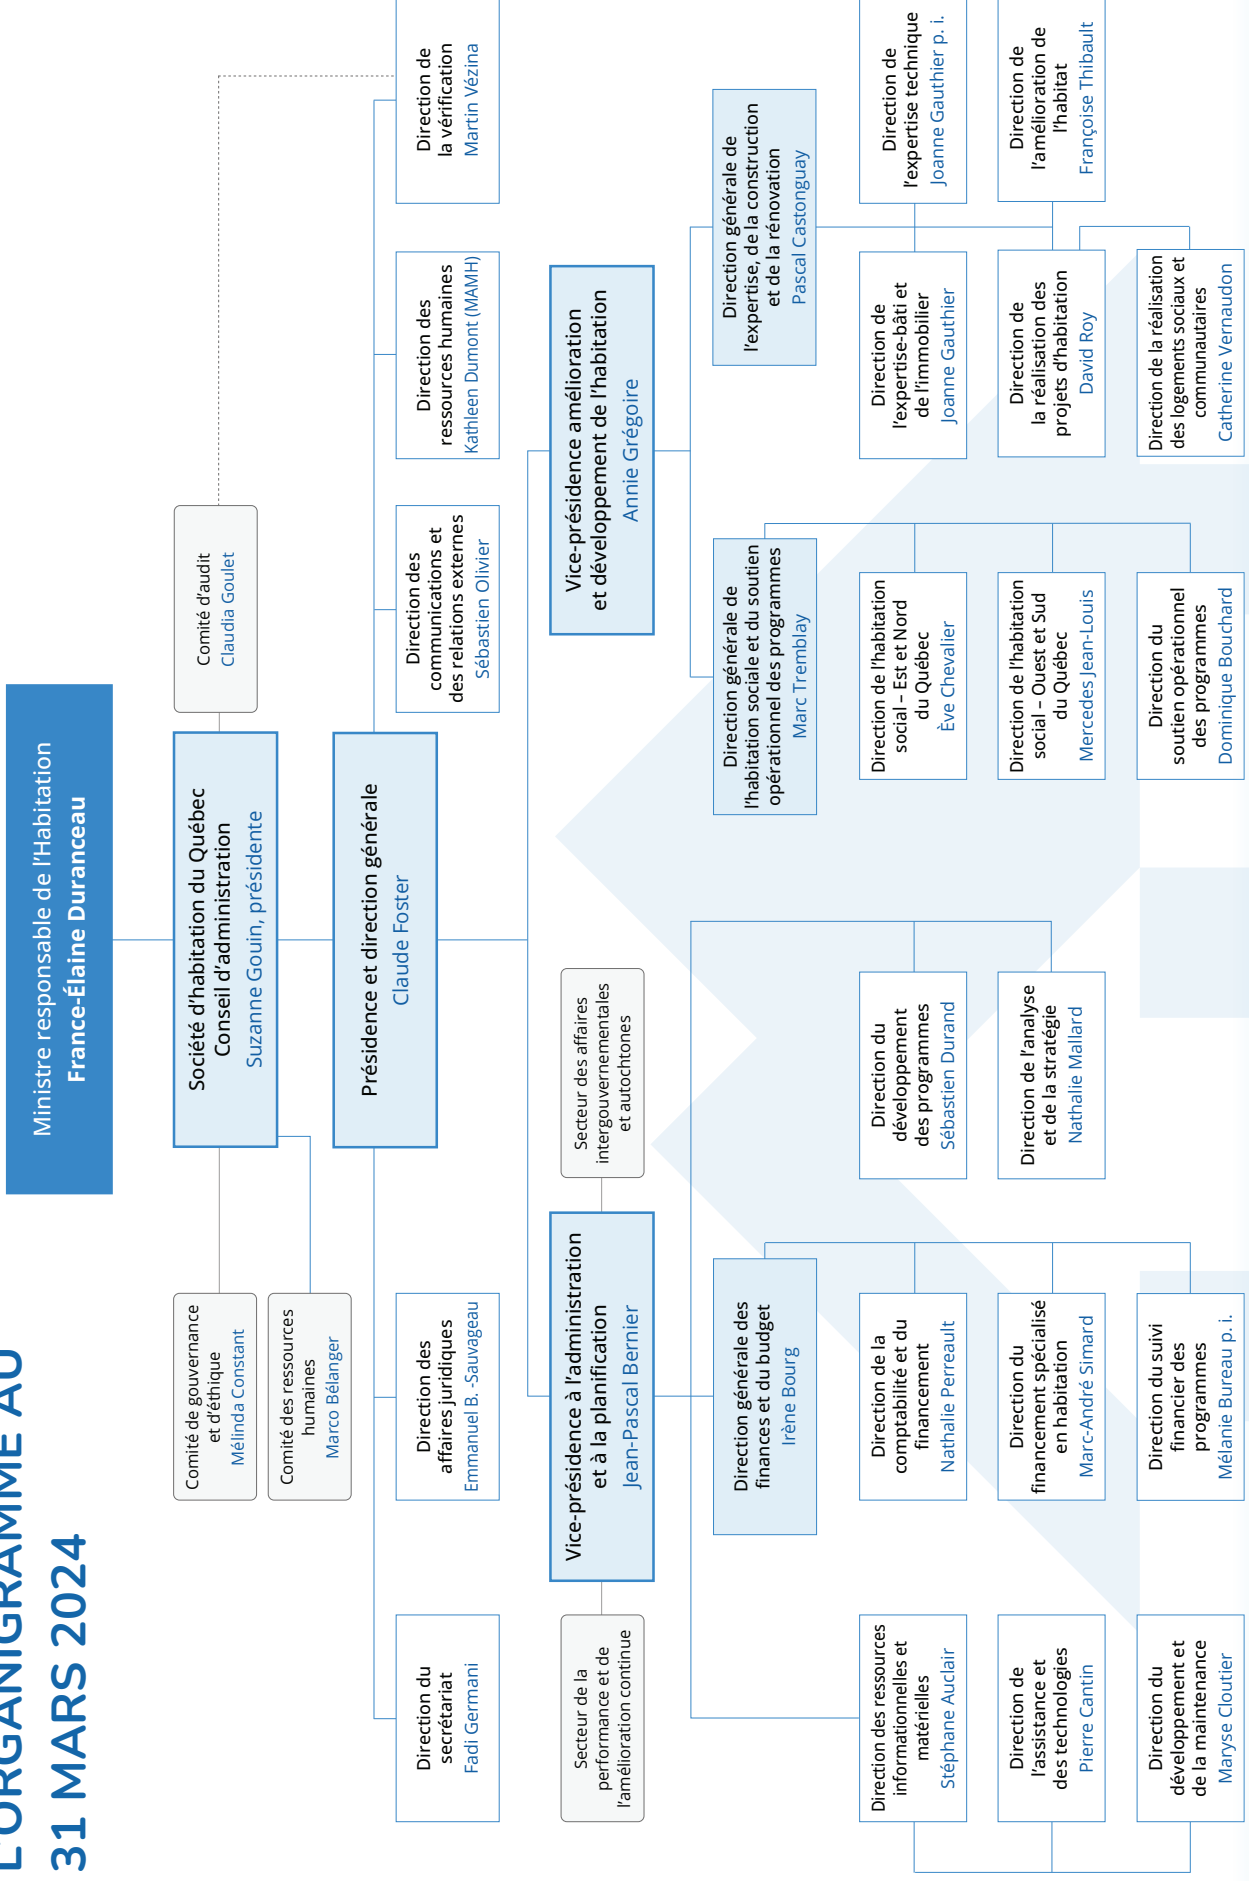 L'ORGANIGRAMME AU
31 MARS 2024
Ministre responsable de l'Habitation
France-Élaine Duranceau
Société d'habitation du Québec
Conseil d'administration
Suzanne Gouin, présidente
Comité de gouvernance
et d'éthique
Mélinda Constant
Comité des ressources
humaines
Marco Bélanger
Comité d'audit
Claudia Goulet
Présidence et direction générale
Claude Foster
Direction du
secrétariat
Fadi Germani
Direction des
affaires juridiques
Emmanuel B. -Sauvageau
Direction des
communications et
des relations externes
Sébastien Olivier
Direction des
ressources humaines
Kathleen Dumont (MAMH)
Direction de
la vérification
Martin Vézina
Secteur de la
performance et de
l'amélioration continue
Vice-présidence à l'administration
et à la planification
Jean-Pascal Bernier
Secteur des affaires
intergouvernementales
et autochtones
Vice-présidence amélioration
et développement de l'habitation
Annie Grégoire
Direction générale des
finances et du budget
Irène Bourg
Direction générale de
l'habitation sociale et du soutien
opérationnel des programmes
Marc Tremblay
Direction générale de
l'expertise, de la construction
et de la rénovation
Pascal Castonguay
Direction des ressources
informationnelles et
matérielles
Stéphane Auclair
Direction de la
comptabilité et du
financement
Nathalie Perreault
Direction du
développement
des programmes
Sébastien Durand
Direction de l'habitation
social – Est et Nord
du Québec
Ève Chevalier
Direction de
l'expertise-bâti et
de l'immobilier
Joanne Gauthier
Direction de
l'expertise technique
Joanne Gauthier p. i.
Direction de
l'assistance et
des technologies
Pierre Cantin
Direction du
financement spécialisé
en habitation
Marc-André Simard
Direction de l'analyse
et de la stratégie
Nathalie Mallard
Direction de l'habitation
social – Ouest et Sud
du Québec
Mercedes Jean-Louis
Direction de
la réalisation des
projets d'habitation
David Roy
Direction de
l'amélioration de
l'habitat
Françoise Thibault
Direction du
développement et
de la maintenance
Maryse Cloutier
Direction du suivi
financier des
programmes
Mélanie Bureau p. i.
Direction du
soutien opérationnel
des programmes
Dominique Bouchard
Direction de la réalisation
des logements sociaux et
communautaires
Catherine Vernaudon